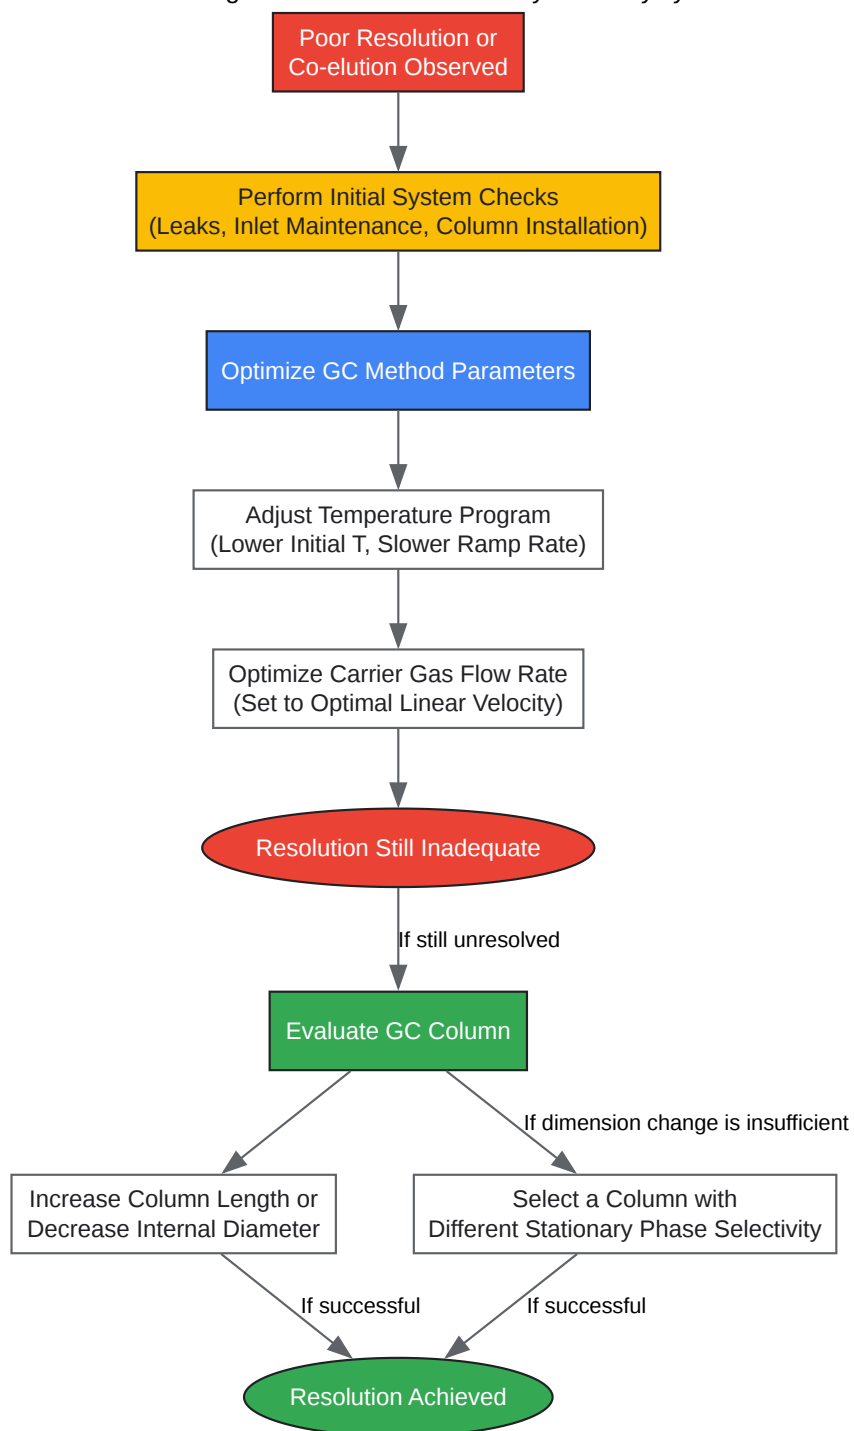 Poor Resolution or
Co-elution Observed
Perform Initial System Checks
(Leaks, Inlet Maintenance, Column Installation)
Optimize GC Method Parameters
Adjust Temperature Program
(Lower Initial T, Slower Ramp Rate)
Optimize Carrier Gas Flow Rate
(Set to Optimal Linear Velocity)
Resolution Still Inadequate
If still unresolved
Evaluate GC Column
If dimension change is insufficient
Increase Column Length or
Decrease Internal Diameter
Select a Column with
Different Stationary Phase Selectivity
If successful
If successful
Resolution Achieved